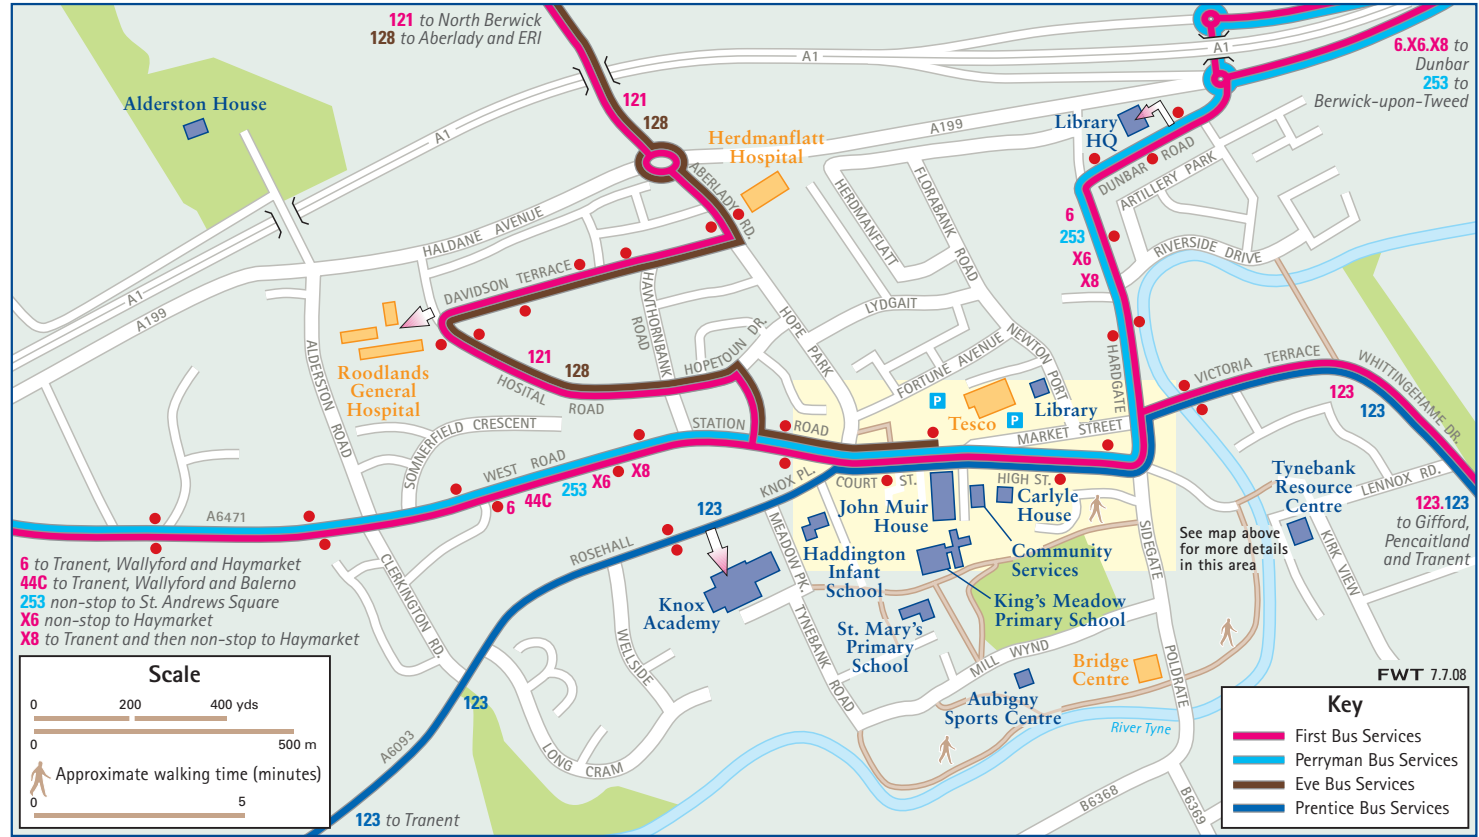 121 to North Berwick
128 to Aberlady and ERI
A1
A1
6.X6.X8 to
Dunbar
253 to
Berwick-upon-Tweed
Alderston House
121
128
Herdmanflatt
Hospital
A199
Library
HQ
DUNBAR ROAD
ARTILLERY PARK
A1
ABERLADY RD.
HERDMANFLATT
FLORABANK ROAD
6
253
X6
X8
RIVERSIDE DRIVE
HALDANE AVENUE
DAVIDSON TERRACE
A1
A199
HAWTHORNBANK
ROAD
HOPE PARK
LYDGAIT
HOPETOUN DR.
FORTUNE AVENUE
NEWTON PORT
HARDGATE
VICTORIA TERRACE
WHITTINGEHAME DR.
ALDERSTON ROAD
Roodlands
General
Hospital
121
128
HOSITAL
ROAD
123
123
P
Tesco
P
Library
SOMNERFIELD CRESCENT
STATION
ROAD
MARKET STREET
WEST ROAD
X8
X6
253
44C
6
A6471
KNOX PL.
COURT ST.
HIGH ST.
John Muir
House
Carlyle
House
Tynebank
Resource
Centre
LENNOX RD.
123.123
to Gifford,
Pencaitland
and Tranent
123
ROSEHALL
MEADOW PK.
Haddington
Infant
School
Community
Services
SIDEGATE
See map above
for more details
in this area
KIRK VIEW
6 to Tranent, Wallyford and Haymarket
44C to Tranent, Wallyford and Balerno
253 non-stop to St. Andrews Square
X6 non-stop to Haymarket
X8 to Tranent and then non-stop to Haymarket
CLERKINGTON RD.
Knox
Academy
TYNEBANK ROAD
King's Meadow
Primary School
St. Mary's
Primary
School
WELLSIDE
MILL WYND
Bridge
Centre
POLDRATE
Aubigny
Sports Centre
River Tyne
123
A6093
LONG CRAM
B6368
B6369
123 to Tranent
Scale
0 200 400 yds
0 500 m
Approximate walking time (minutes)
0 5
FWT 7.7.08
Key
First Bus Services
Perryman Bus Services
Eve Bus Services
Prentice Bus Services